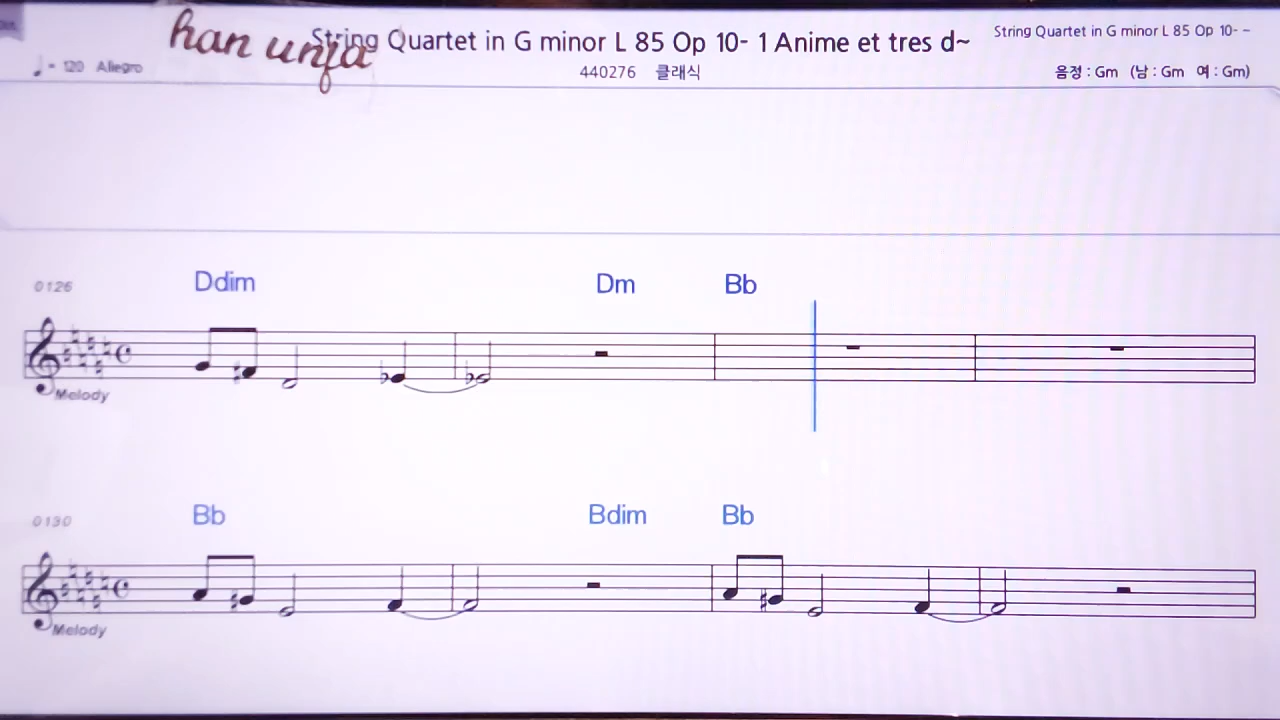 han unja
String Quartet in G minor L 85 Op 10- 1 Anime et tres d~
String Quartet in G minor L 85 Op 10- ~
♩ = 120 Allegro
440276 클래식
음정 : Gm (남 : Gm 여 : Gm)
0126 Ddim Dm Bb
Melody
0130 Bb Bdim Bb
Melody